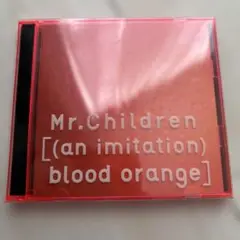 Mr.Children
[(an imitation)
blood orange]